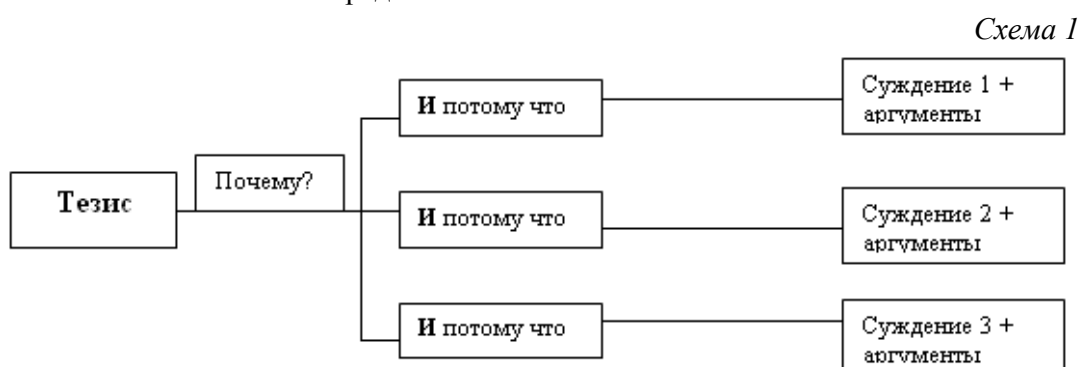 Схема 1
Суждение 1 +
аргументы
И потому что
Почему?
Тезис
И потому что
Суждение 2 +
аргументы
И потому что
Суждение 3 +
аргументы